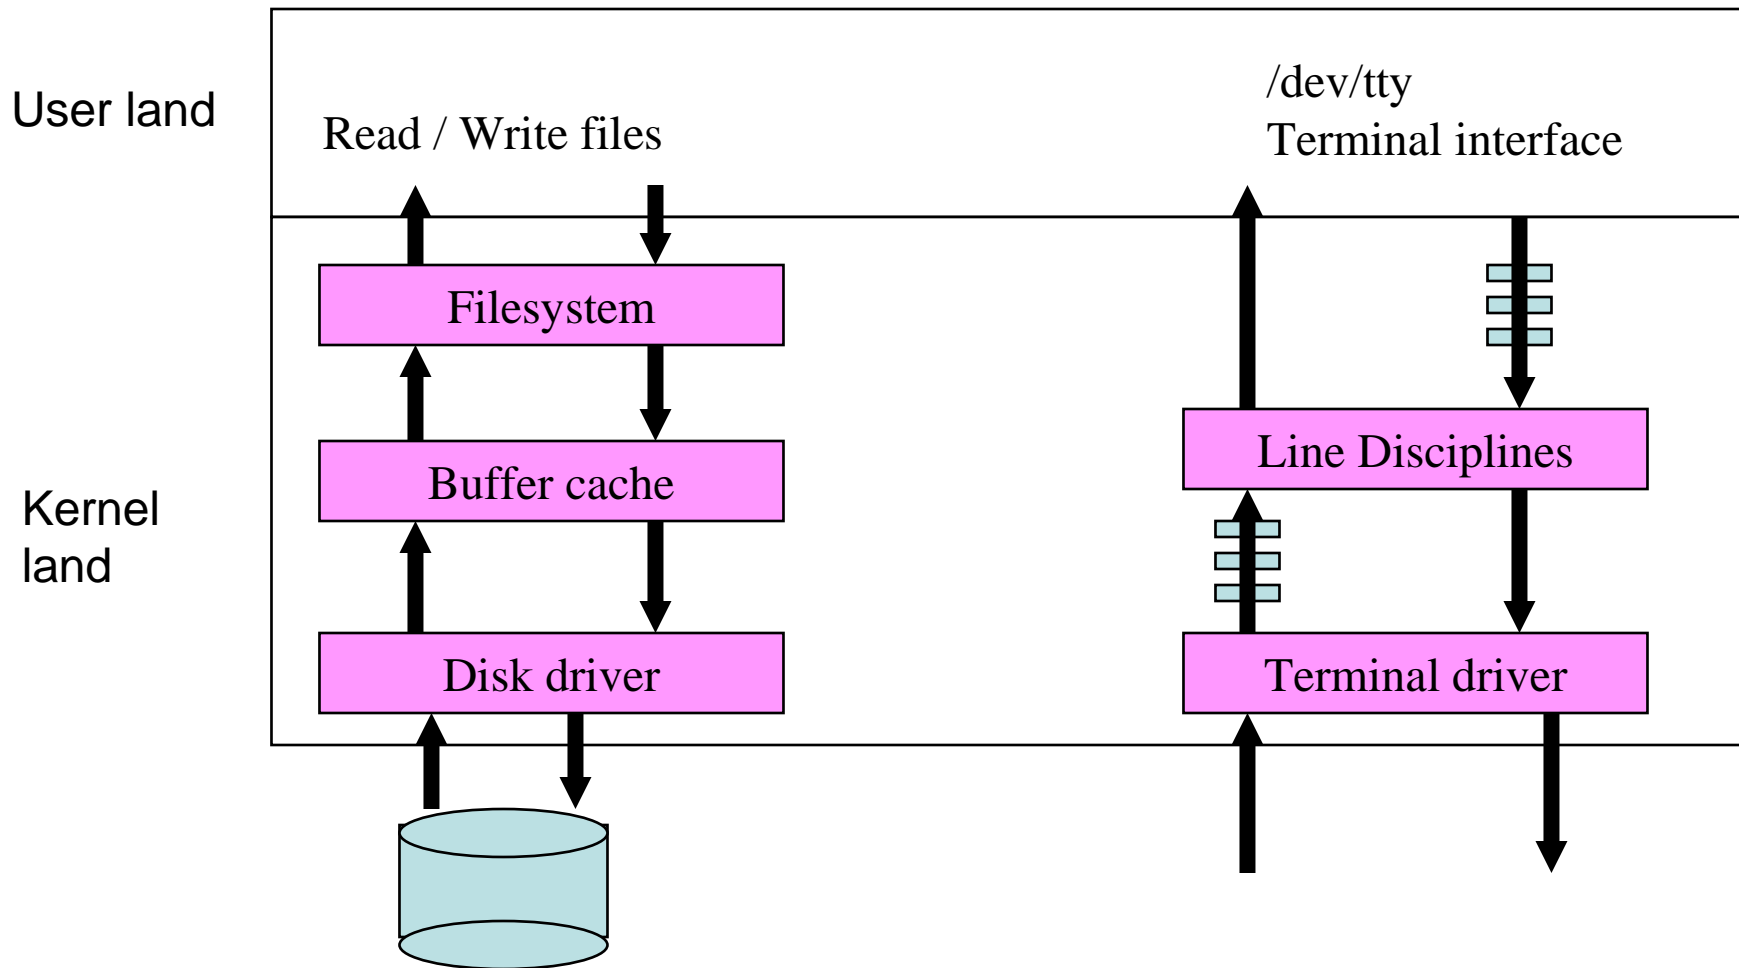 User land
Read / Write files
/dev/tty
Terminal interface
Filesystem
Buffer cache
Line Disciplines
Kernel
land
Disk driver
Terminal driver